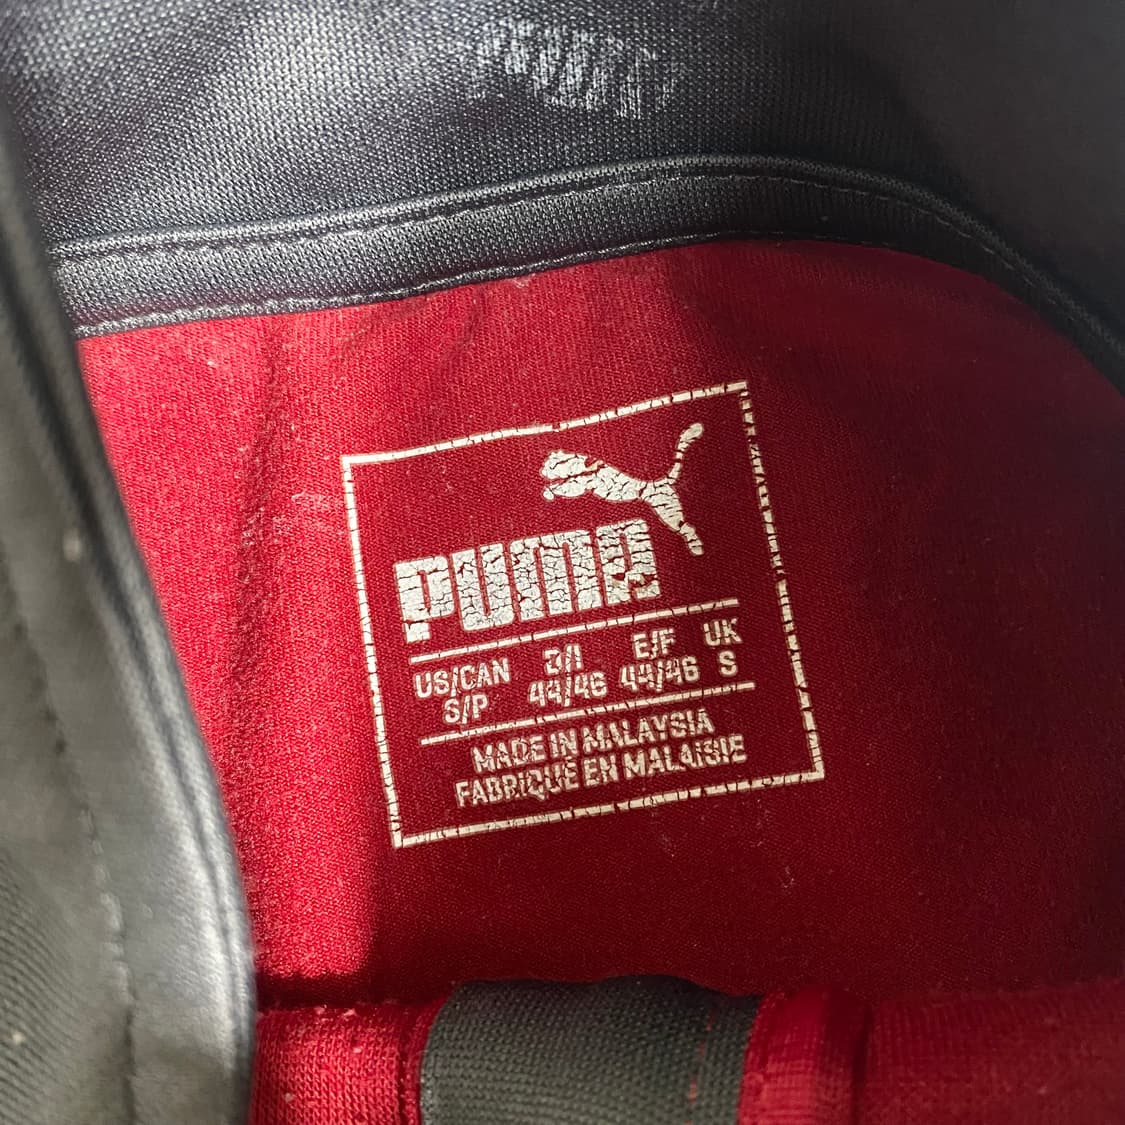 PUMA
US/CAN D/I E/F UK
S/P 44/46 44/46 S
MADE IN MALAYSIA
FABRIQUÉ EN MALAISIE